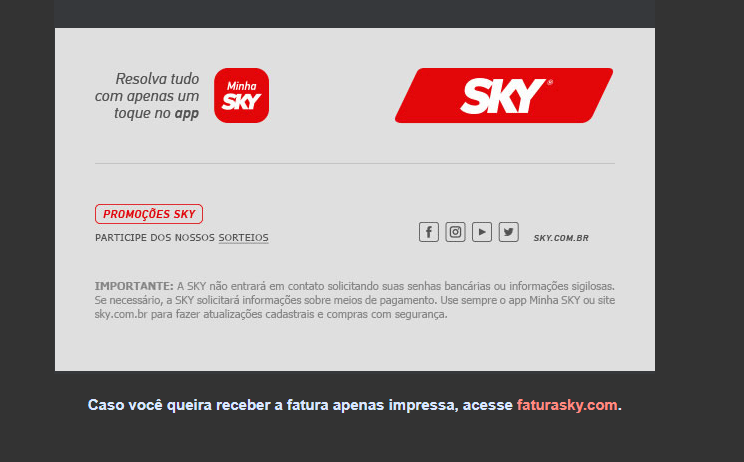 Resolva tudo
com apenas um
toque no app
Minha
SKY
SKY®
PROMOÇÕES SKY
PARTICIPE DOS NOSSOS SORTEIOS
SKY.COM.BR
IMPORTANTE: A SKY não entrará em contato solicitando suas senhas bancárias ou informações sigilosas.
Se necessário, a SKY solicitará informações sobre meios de pagamento. Use sempre o app Minha SKY ou site
sky.com.br para fazer atualizações cadastrais e compras com segurança.
Caso você queira receber a fatura apenas impressa, acesse faturasky.com.